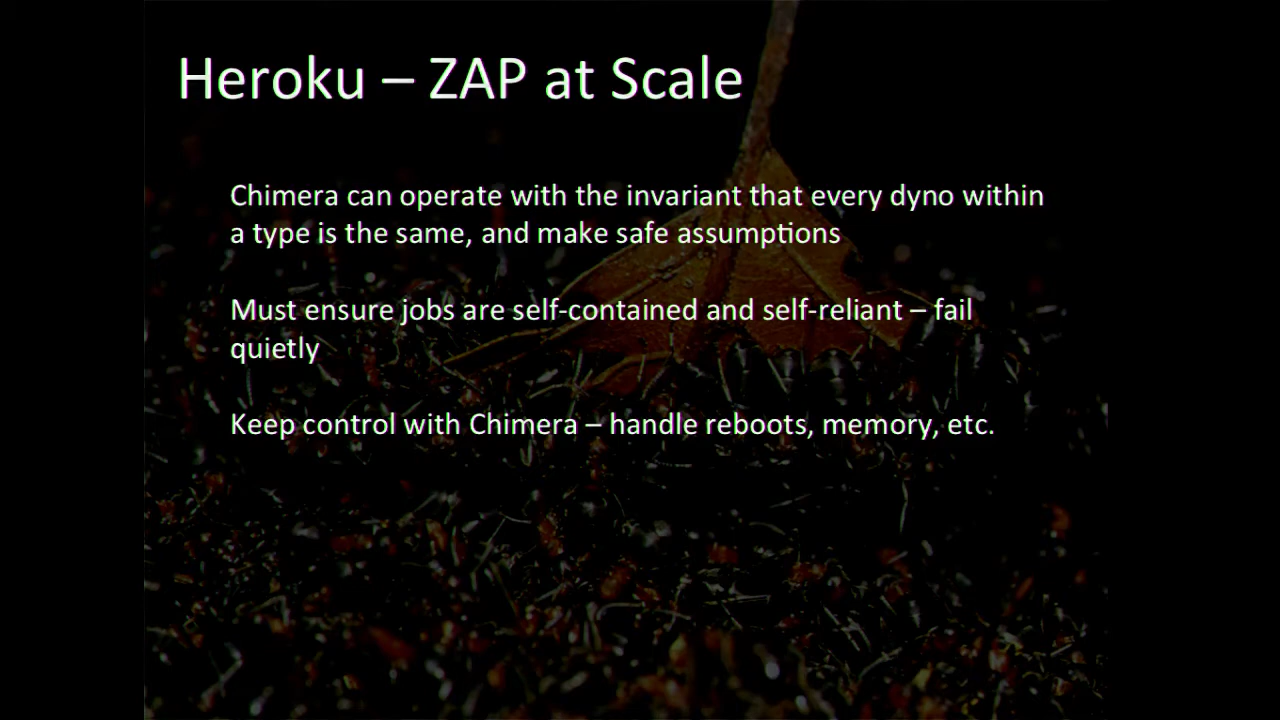 Heroku – ZAP at Scale
Chimera can operate with the invariant that every dyno within
a type is the same, and make safe assumptions
Must ensure jobs are self-contained and self-reliant – fail
quietly
Keep control with Chimera – handle reboots, memory, etc.